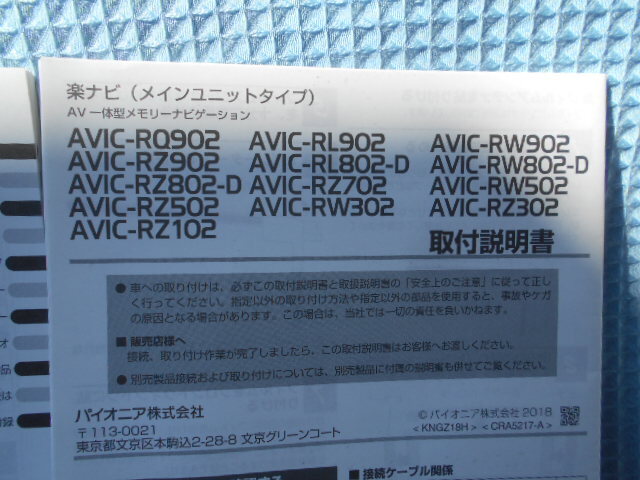 楽ナビ（メインユニットタイプ）
AV一体型メモリーナビゲーション
AVIC-RQ902 AVIC-RL902 AVIC-RW902
AVIC-RZ902 AVIC-RL802-D AVIC-RW802-D
AVIC-RZ802-D AVIC-RZ702 AVIC-RW502
AVIC-RZ502 AVIC-RW302 AVIC-RZ302
AVIC-RZ102
取付説明書
● 車への取り付けは、必ずこの取付説明書と取扱説明書の「安全上のご注意」に従って正し
く行ってください。指定以外の取り付け方法や指定以外の部品を使用すると、事故やケガ
の原因となる場合があります。この場合は、当社では一切の責任を負いかねます。
■ 販売店様へ
接続、取り付け作業が完了しましたら、この取付説明書はお客様へお渡しください。
● 別売製品接続および取り付けについては、別売製品に付属の説明書も併せてご覧ください。
パイオニア株式会社
〒113-0021
東京都文京区本駒込2-28-8 文京グリーンコート
© パイオニア株式会社 2018
< KNGZ18H > < CRA5217-A >
■ 接続ケーブル関係
品
録